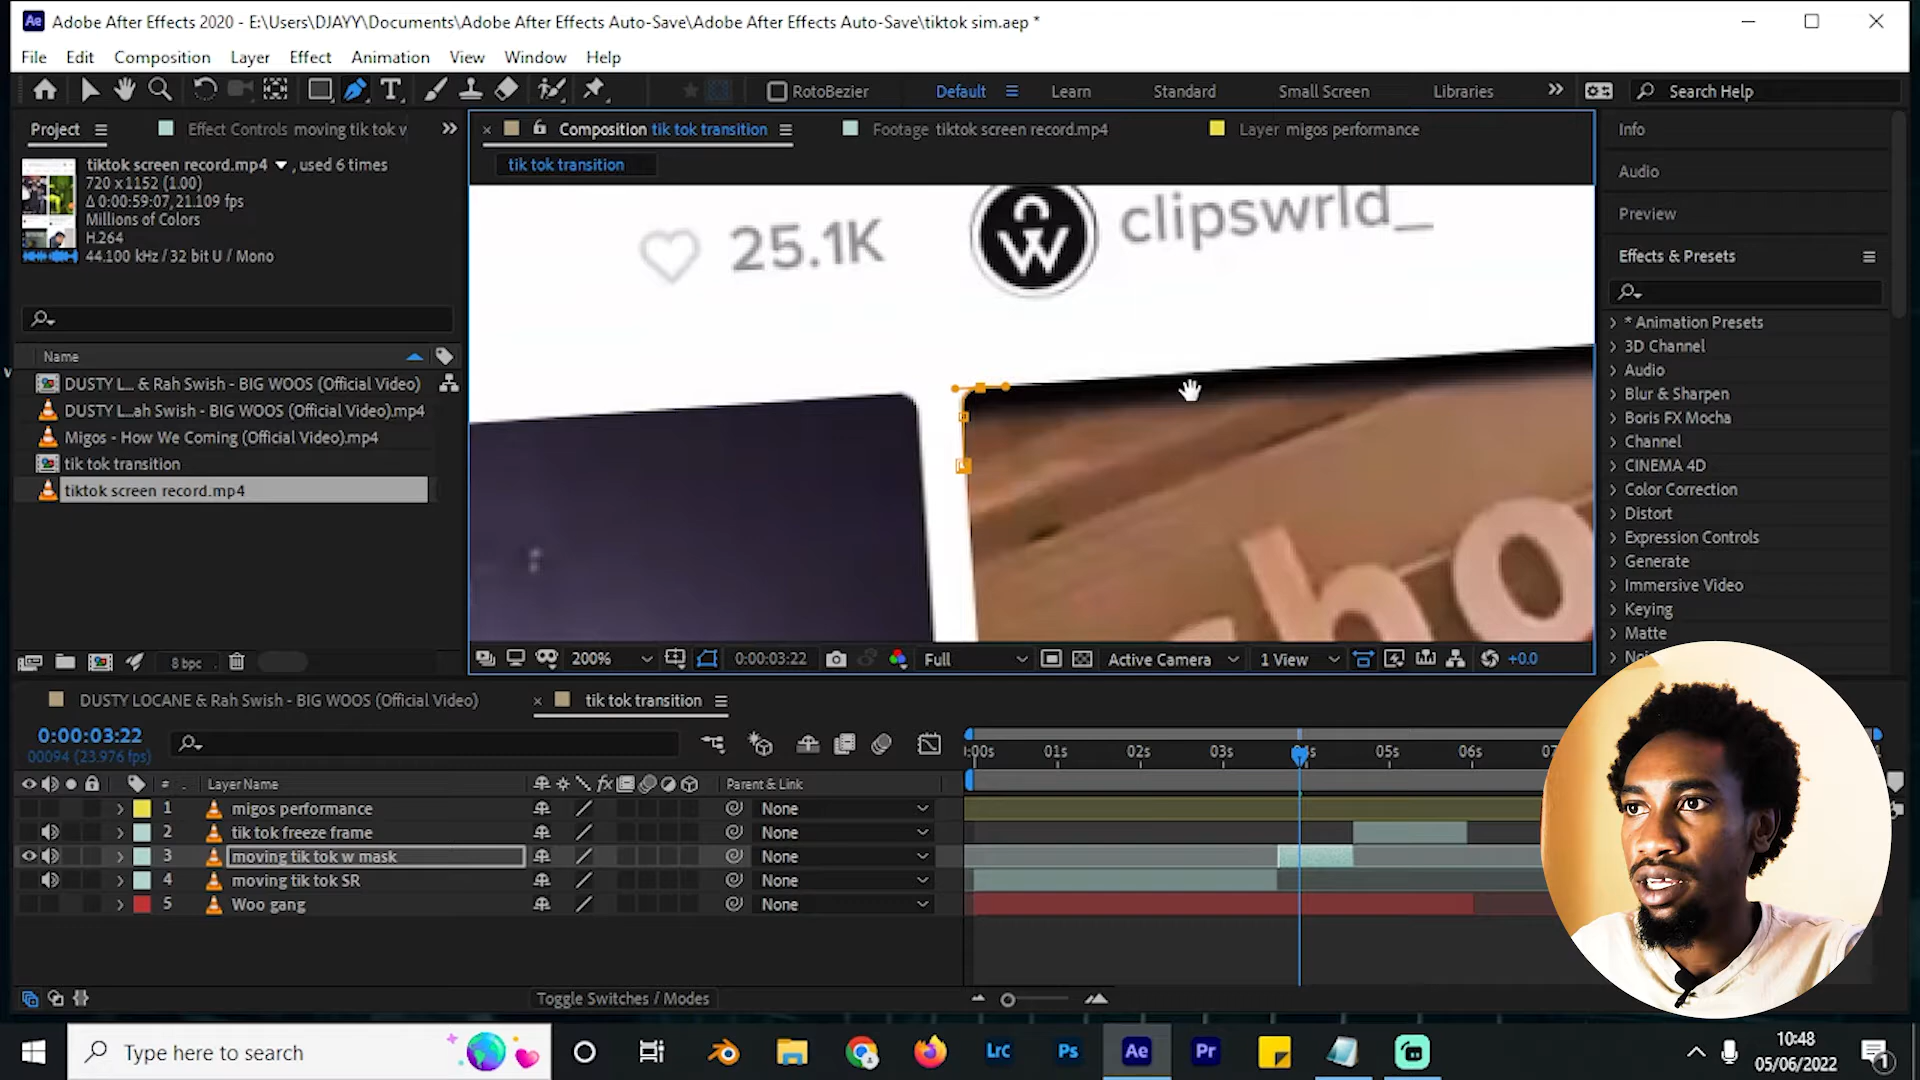 Ae Adobe After Effects 2020 - E:\Users\DJAYY\Documents\Adobe After Effects Auto-Save\Adobe After Effects Auto-Save\tiktok sim.aep *
File Edit Composition Layer Effect Animation View Window Help
RotoBezier Default Learn Standard Small Screen Libraries Search Help
Project Effect Controls moving tik tok
Composition tik tok transition Footage tiktok screen record.mp4 Layer migos performance
tik tok transition
tiktok screen record.mp4 , used 6 times
720 x 1152 (1.00)
Δ 0:00:59:07, 21.109 fps
Millions of Colors
H.264
44.100 kHz / 32 bit U / Mono
Name
DUSTY L... & Rah Swish - BIG WOOS (Official Video)
DUSTY L...ah Swish - BIG WOOS (Official Video).mp4
Migos - How We Coming (Official Video).mp4
tik tok transition
tiktok screen record.mp4
8 bpc
25.1K
W
clipswrld_
ho
200% 0:00:03:22 Full Active Camera 1 View +0.0
Info
Audio
Preview
Effects & Presets
* Animation Presets
3D Channel
Audio
Blur & Sharpen
Boris FX Mocha
Channel
CINEMA 4D
Color Correction
Distort
Expression Controls
Generate
Immersive Video
Keying
Matte
DUSTY LOCANE & Rah Swish - BIG WOOS (Official Video) tik tok transition
0:00:03:22
00094 (23.976 fps)
:00s 01s 02s 03s 04s 05s 06s
# Layer Name fx Parent & Link
1 migos performance None
2 tik tok freeze frame None
3 moving tik tok w mask None
4 moving tik tok SR None
5 Woo gang None
Toggle Switches / Modes
Type here to search
LrC Ps Ae Pr
10:48
05/06/2022
1